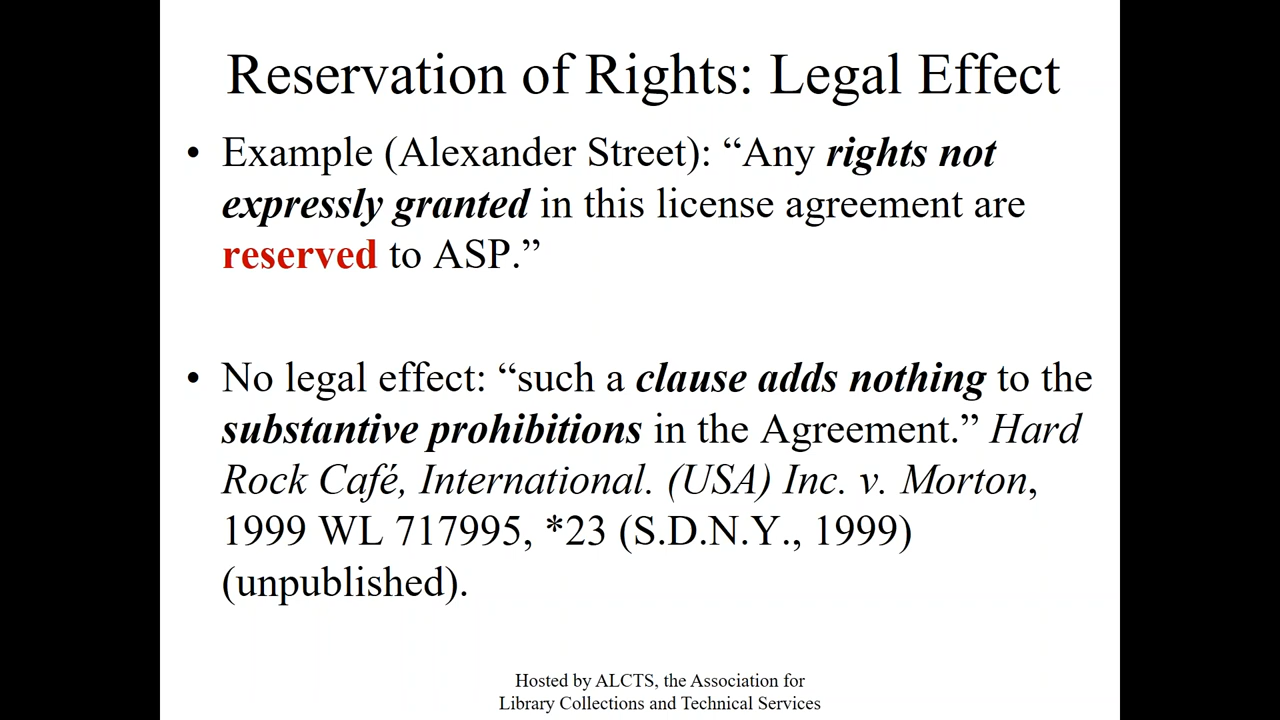 Reservation of Rights: Legal Effect
• Example (Alexander Street): “Any rights not
expressly granted in this license agreement are
reserved to ASP.”
• No legal effect: “such a clause adds nothing to the
substantive prohibitions in the Agreement.” Hard
Rock Café, International. (USA) Inc. v. Morton,
1999 WL 717995, *23 (S.D.N.Y., 1999)
(unpublished).
Hosted by ALCTS, the Association for
Library Collections and Technical Services